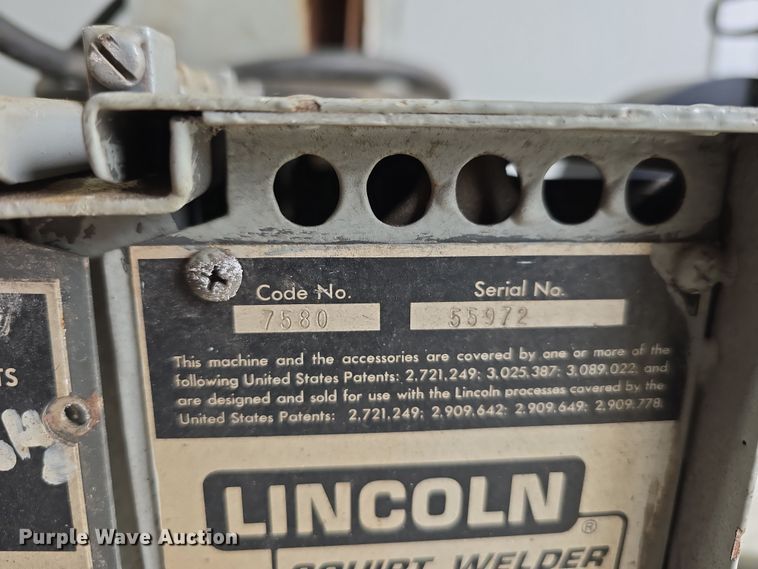 Code No. Serial No.
7580 55972
This machine and the accessories are covered by one or more of the
following United States Patents: 2,721,249; 3,025,387; 3,089,022; and
are designed and sold for use with the Lincoln processes covered by the
United States Patents: 2,721,249; 2,909,642; 2,909,649; 2,909,778.
TS
LINCOLN ®
SQUIRT WELDER
Purple Wave Auction